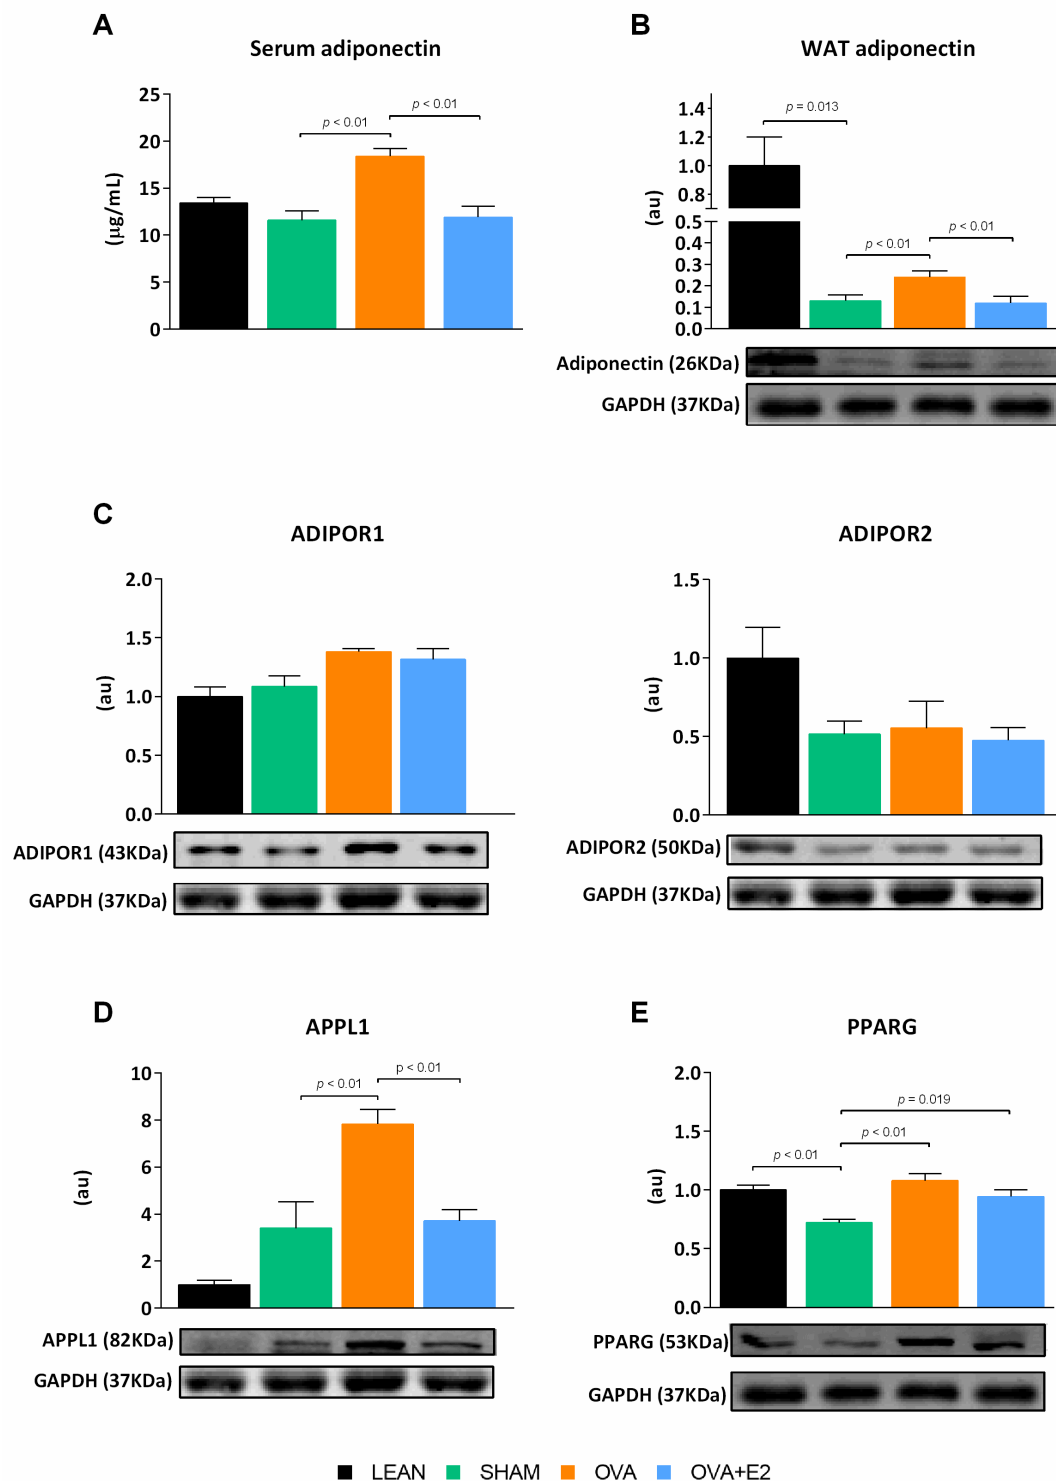 A
Serum adiponectin
25
20
15
10
5
0
(µg/mL)
p < 0.01
p < 0.01
B
WAT adiponectin
1.4
1.2
1.0
0.8
0.5
0.4
0.3
0.2
0.1
0.0
(au)
p = 0.013
p < 0.01
p < 0.01
Adiponectin (26KDa)
GAPDH (37KDa)
C
ADIPOR1
2.0
1.5
1.0
0.5
0.0
(au)
ADIPOR1 (43KDa)
GAPDH (37KDa)
ADIPOR2
1.5
1.0
0.5
0.0
(au)
ADIPOR2 (50KDa)
GAPDH (37KDa)
D
APPL1
10
8
6
4
2
0
(au)
p < 0.01
p < 0.01
APPL1 (82KDa)
GAPDH (37KDa)
E
PPARG
2.0
1.5
1.0
0.5
0.0
(au)
p = 0.019
p < 0.01
p < 0.01
PPARG (53KDa)
GAPDH (37KDa)
LEAN SHAM OVA OVA+E2